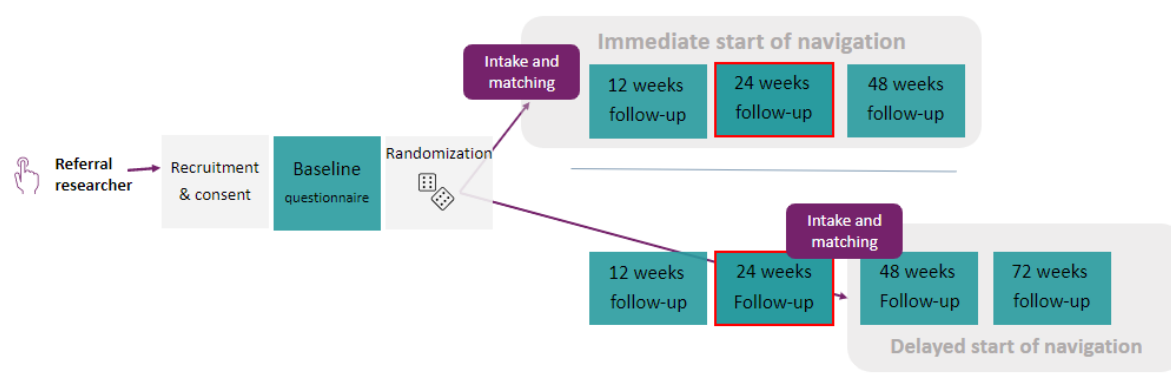 Referral
researcher
Recruitment
& consent
Baseline
questionnaire
Randomization
Intake and
matching
Immediate start of navigation
12 weeks
follow-up
24 weeks
follow-up
48 weeks
follow-up
Intake and
matching
12 weeks
follow-up
24 weeks
Follow-up
48 weeks
Follow-up
72 weeks
follow-up
Delayed start of navigation